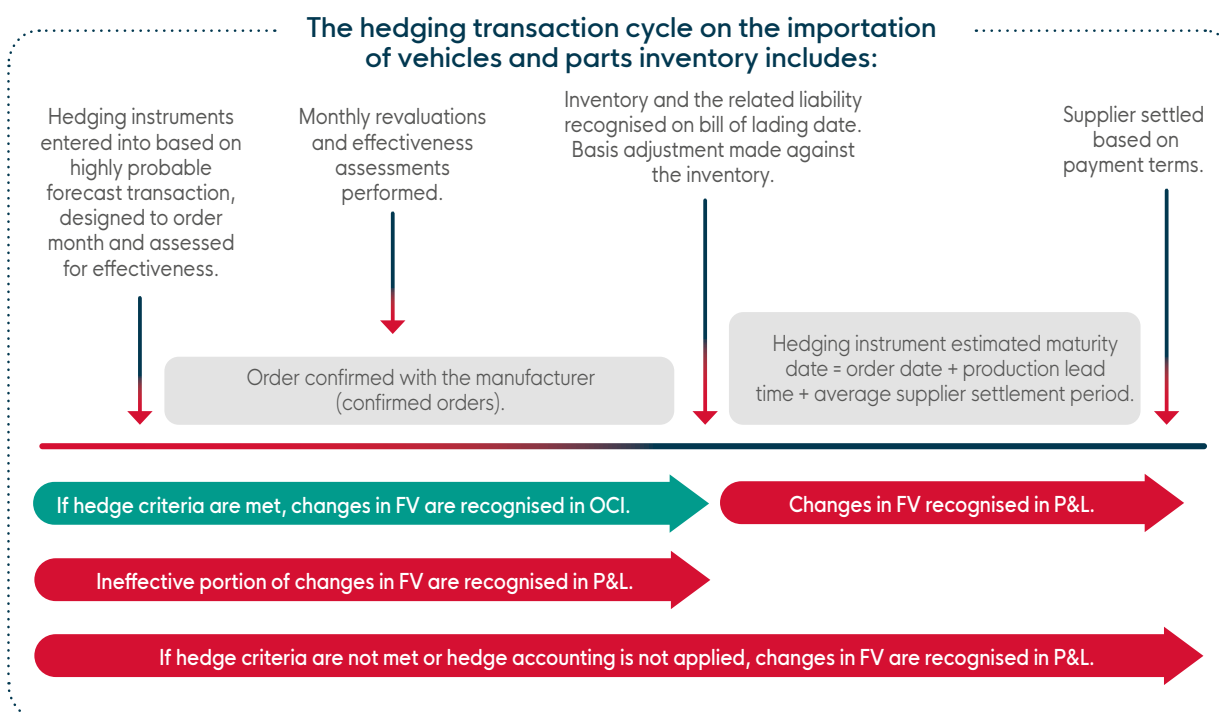 The hedging transaction cycle on the importation
of vehicles and parts inventory includes:
Hedging instruments
entered into based on
highly probable
forecast transaction,
designed to order
month and assessed
for effectiveness.
Monthly revaluations
and effectiveness
assessments
performed.
Inventory and the related liability
recognised on bill of lading date.
Basis adjustment made against
the inventory.
Supplier settled
based on
payment terms.
Order confirmed with the manufacturer
(confirmed orders).
Hedging instrument estimated maturity
date = order date + production lead
time + average supplier settlement period.
If hedge criteria are met, changes in FV are recognised in OCI.
Changes in FV recognised in P&L.
Ineffective portion of changes in FV are recognised in P&L.
If hedge criteria are not met or hedge accounting is not applied, changes in FV are recognised in P&L.